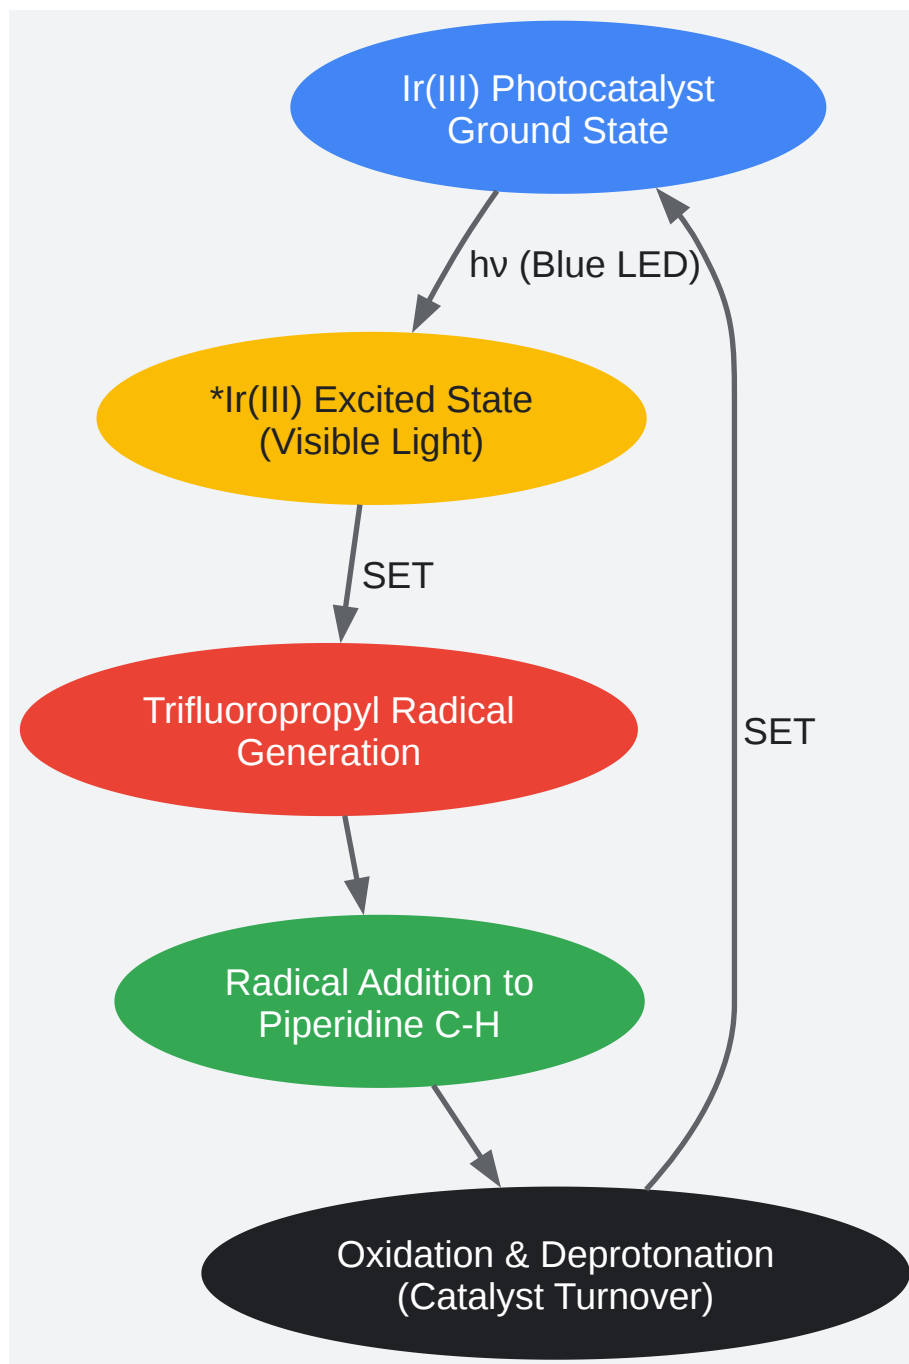 Ir(III) Photocatalyst
Ground State
hν (Blue LED)
*Ir(III) Excited State
(Visible Light)
SET
Trifluoropropyl Radical
Generation
SET
Radical Addition to
Piperidine C-H
Oxidation & Deprotonation
(Catalyst Turnover)